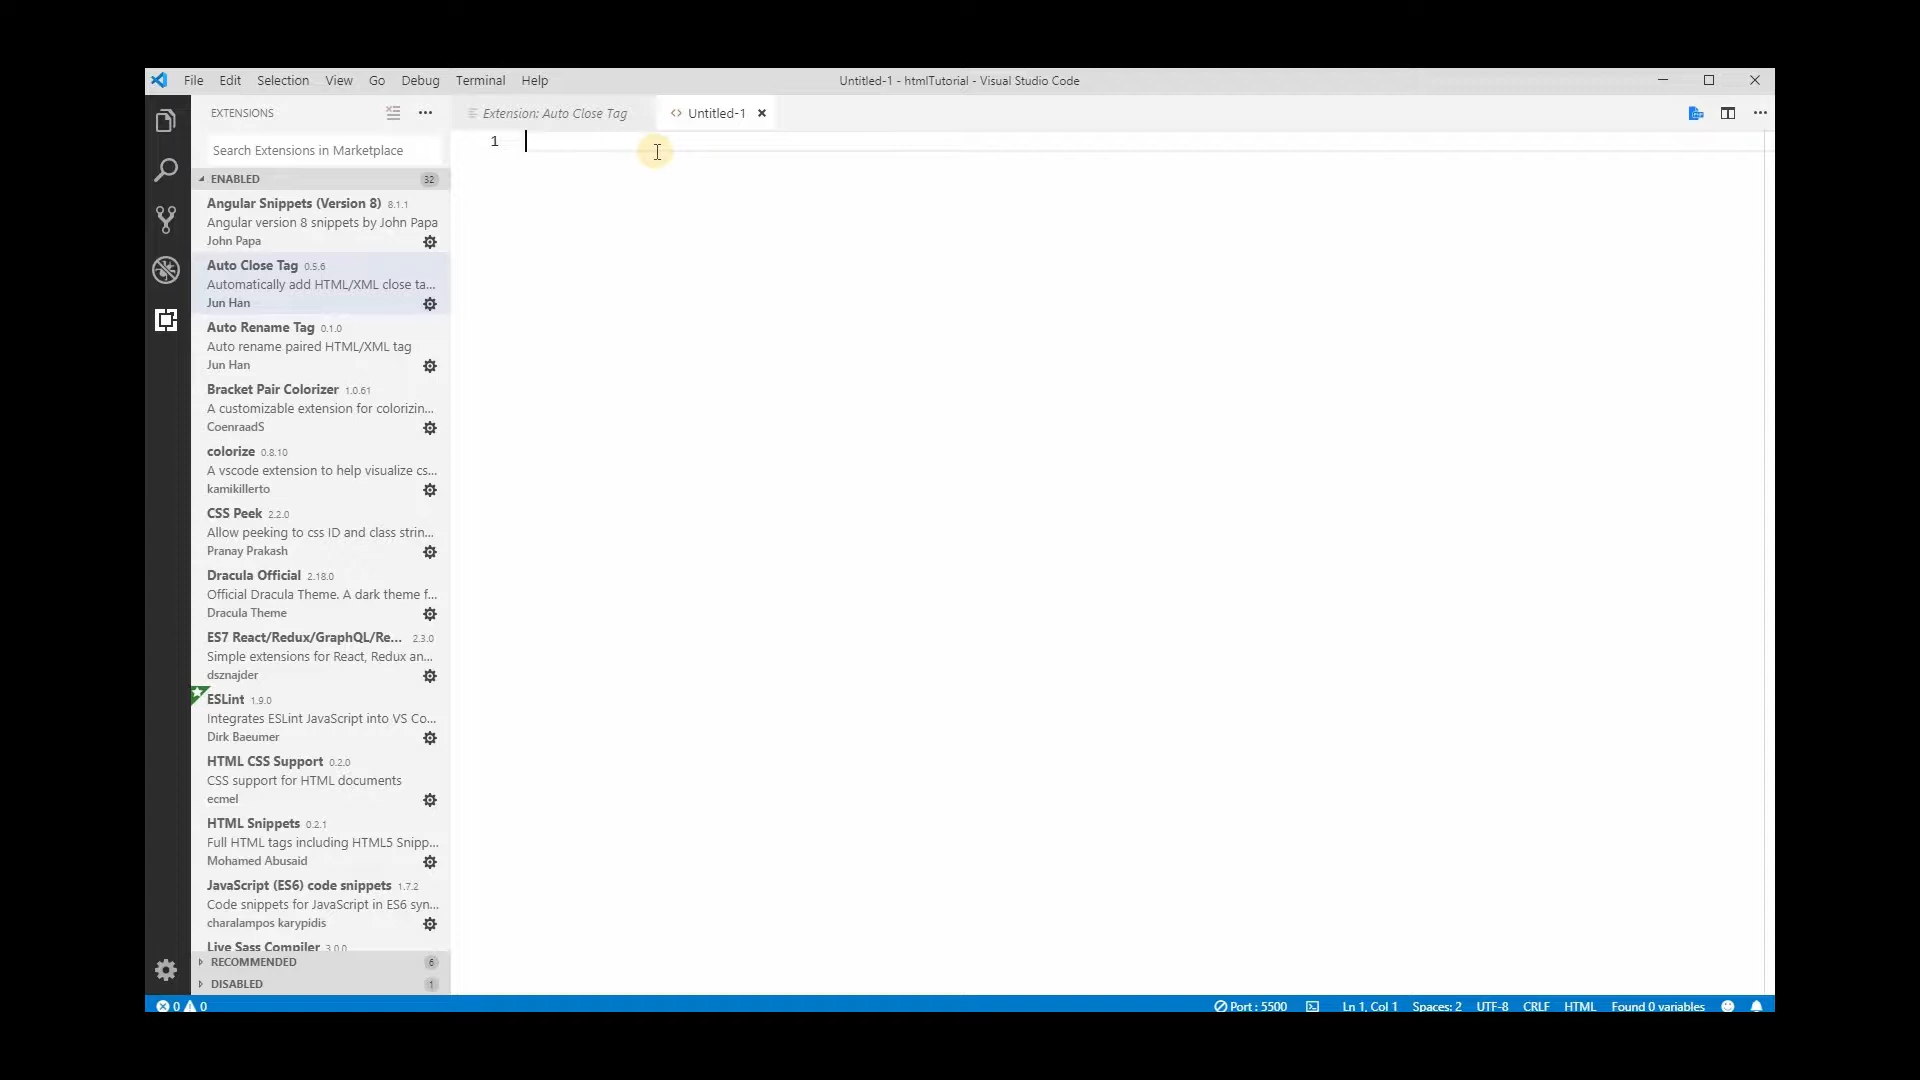 File Edit Selection View Go Debug Terminal Help
Untitled-1 - htmlTutorial - Visual Studio Code
EXTENSIONS
Extension: Auto Close Tag
Untitled-1
Search Extensions in Marketplace
1
ENABLED 32
Angular Snippets (Version 8) 8.1.1
Angular version 8 snippets by John Papa
John Papa
Auto Close Tag 0.5.6
Automatically add HTML/XML close ta...
Jun Han
Auto Rename Tag 0.1.0
Auto rename paired HTML/XML tag
Jun Han
Bracket Pair Colorizer 1.0.61
A customizable extension for colorizin...
CoenraadS
colorize 0.8.10
A vscode extension to help visualize cs...
kamikillerto
CSS Peek 2.2.0
Allow peeking to css ID and class strin...
Pranay Prakash
Dracula Official 2.18.0
Official Dracula Theme. A dark theme f...
Dracula Theme
ES7 React/Redux/GraphQL/Re... 2.3.0
Simple extensions for React, Redux an...
dsznajder
ESLint 1.9.0
Integrates ESLint JavaScript into VS Co...
Dirk Baeumer
HTML CSS Support 0.2.0
CSS support for HTML documents
ecmel
HTML Snippets 0.2.1
Full HTML tags including HTML5 Snipp...
Mohamed Abusaid
JavaScript (ES6) code snippets 1.7.2
Code snippets for JavaScript in ES6 syn...
charalampos karypidis
Live Sass Compiler 3.0.0
RECOMMENDED 6
DISABLED 1
0 0 Port : 5500 Ln 1, Col 1 Spaces: 2 UTF-8 CRLF HTML Found 0 variables